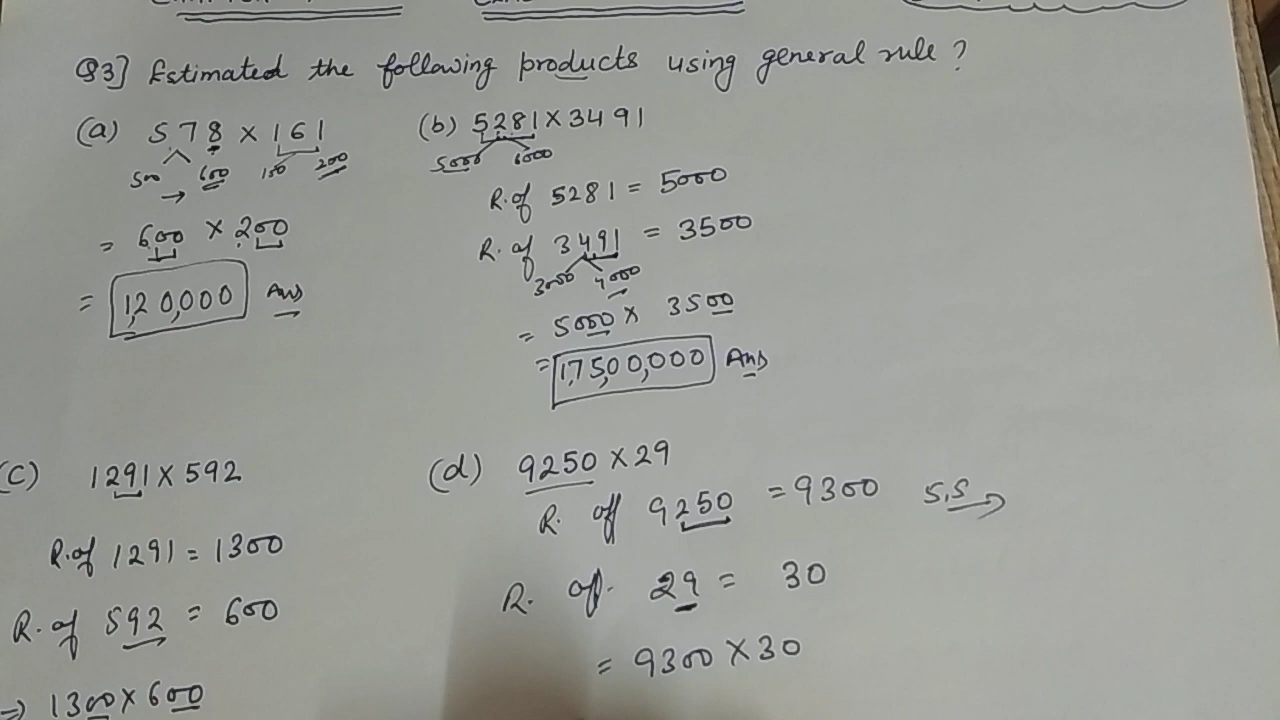 Q3] Estimated the following products using general rule ?
(a) 578 × 161
500 600 100 200
= 600 × 200
= 1,20,000 Ans
(b) 5281 × 3491
5000 6000
R. of 5281 = 5000
R. of 3491 = 3500
3000 4000
= 5000 × 3500
= 1,75,00,000 Ans
(c) 1291 × 592
R. of 1291 = 1300
R. of 592 = 600
⇒ 1300 × 600
(d) 9250 × 29
R. of 9250 = 9300 5,5 →
R. of. 29 = 30
= 9300 × 30